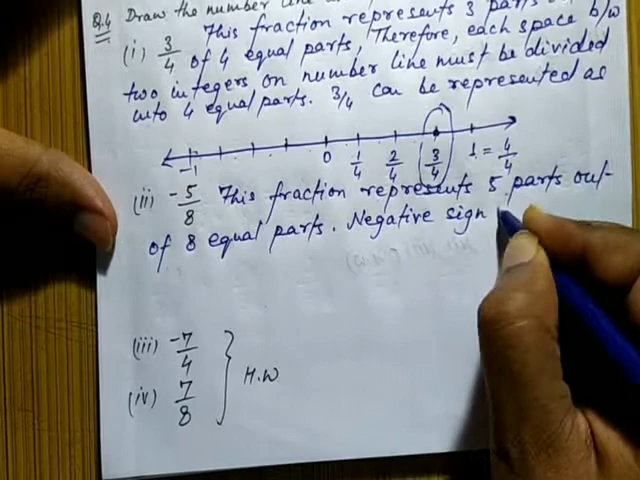 Q.4 Draw the number line
This fraction represents 3 parts
(i) 3/4 of 4 equal parts, Therefore, each space b/w
two integers on number line must be divided
into 4 equal parts. 3/4 can be represented as
-1 0 1/4 2/4 3/4 1 = 4/4
(ii) -5/8 This fraction represents 5 parts out
of 8 equal parts. Negative sign
(iii) -7/4
(iv) 7/8
H.W